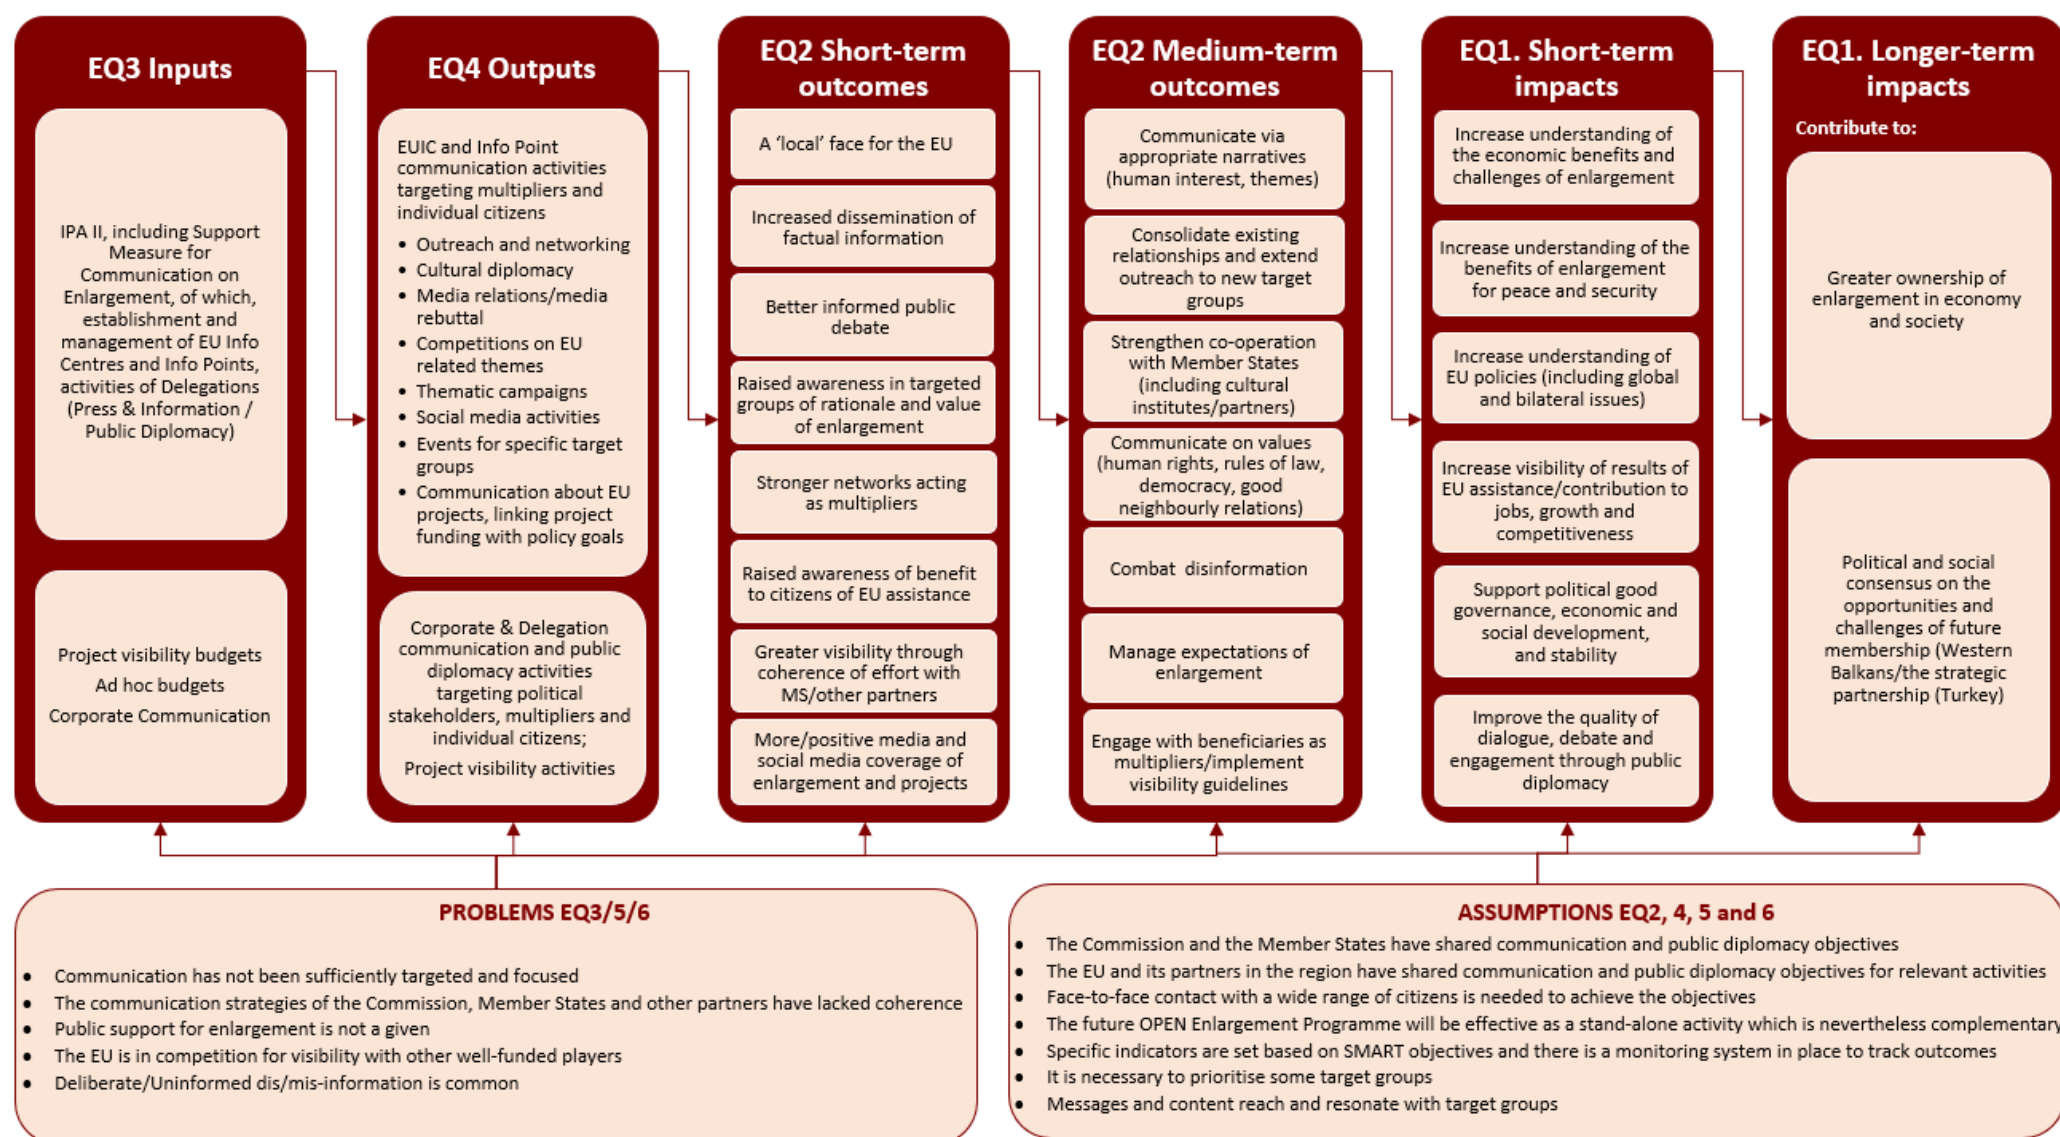 EQ3 Inputs
IPA II, including Support
Measure for
Communication on
Enlargement, of which,
establishment and
management of EU Info
Centres and Info Points,
activities of Delegations
(Press & Information /
Public Diplomacy)
Project visibility budgets
Ad hoc budgets
Corporate Communication
EQ4 Outputs
EUIC and Info Point
communication activities
targeting multipliers and
individual citizens
• Outreach and networking
• Cultural diplomacy
• Media relations/media
rebuttal
• Competitions on EU
related themes
• Thematic campaigns
• Social media activities
• Events for specific target
groups
• Communication about EU
projects, linking project
funding with policy goals
Corporate & Delegation
communication and public
diplomacy activities
targeting political
stakeholders, multipliers and
individual citizens;
Project visibility activities
EQ2 Short-term
outcomes
A ‘local’ face for the EU
Increased dissemination of
factual information
Better informed public
debate
Raised awareness in targeted
groups of rationale and value
of enlargement
Stronger networks acting
as multipliers
Raised awareness of benefit
to citizens of EU assistance
Greater visibility through
coherence of effort with
MS/other partners
More/positive media and
social media coverage of
enlargement and projects
EQ2 Medium-term
outcomes
Communicate via
appropriate narratives
(human interest, themes)
Consolidate existing
relationships and extend
outreach to new target
groups
Strengthen co-operation
with Member States
(including cultural
institutes/partners)
Communicate on values
(human rights, rules of law,
democracy, good
neighbourly relations)
Combat disinformation
Manage expectations of
enlargement
Engage with beneficiaries as
multipliers/implement
visibility guidelines
EQ1. Short-term
impacts
Increase understanding of
the economic benefits and
challenges of enlargement
Increase understanding of the
benefits of enlargement
for peace and security
Increase understanding of
EU policies (including global
and bilateral issues)
Increase visibility of results of
EU assistance/contribution to
jobs, growth and
competitiveness
Support political good
governance, economic and
social development,
and stability
Improve the quality of
dialogue, debate and
engagement through public
diplomacy
EQ1. Longer-term
impacts
Contribute to:
Greater ownership of
enlargement in economy
and society
Political and social
consensus on the
opportunities and
challenges of future
membership (Western
Balkans/the strategic
partnership (Turkey)
PROBLEMS EQ3/5/6
• Communication has not been sufficiently targeted and focused
• The communication strategies of the Commission, Member States and other partners have lacked coherence
• Public support for enlargement is not a given
• The EU is in competition for visibility with other well-funded players
• Deliberate/Uninformed dis/mis-information is common
ASSUMPTIONS EQ2, 4, 5 and 6
• The Commission and the Member States have shared communication and public diplomacy objectives
• The EU and its partners in the region have shared communication and public diplomacy objectives for relevant activities
• Face-to-face contact with a wide range of citizens is needed to achieve the objectives
• The future OPEN Enlargement Programme will be effective as a stand-alone activity which is nevertheless complementary
• Specific indicators are set based on SMART objectives and there is a monitoring system in place to track outcomes
• It is necessary to prioritise some target groups
• Messages and content reach and resonate with target groups